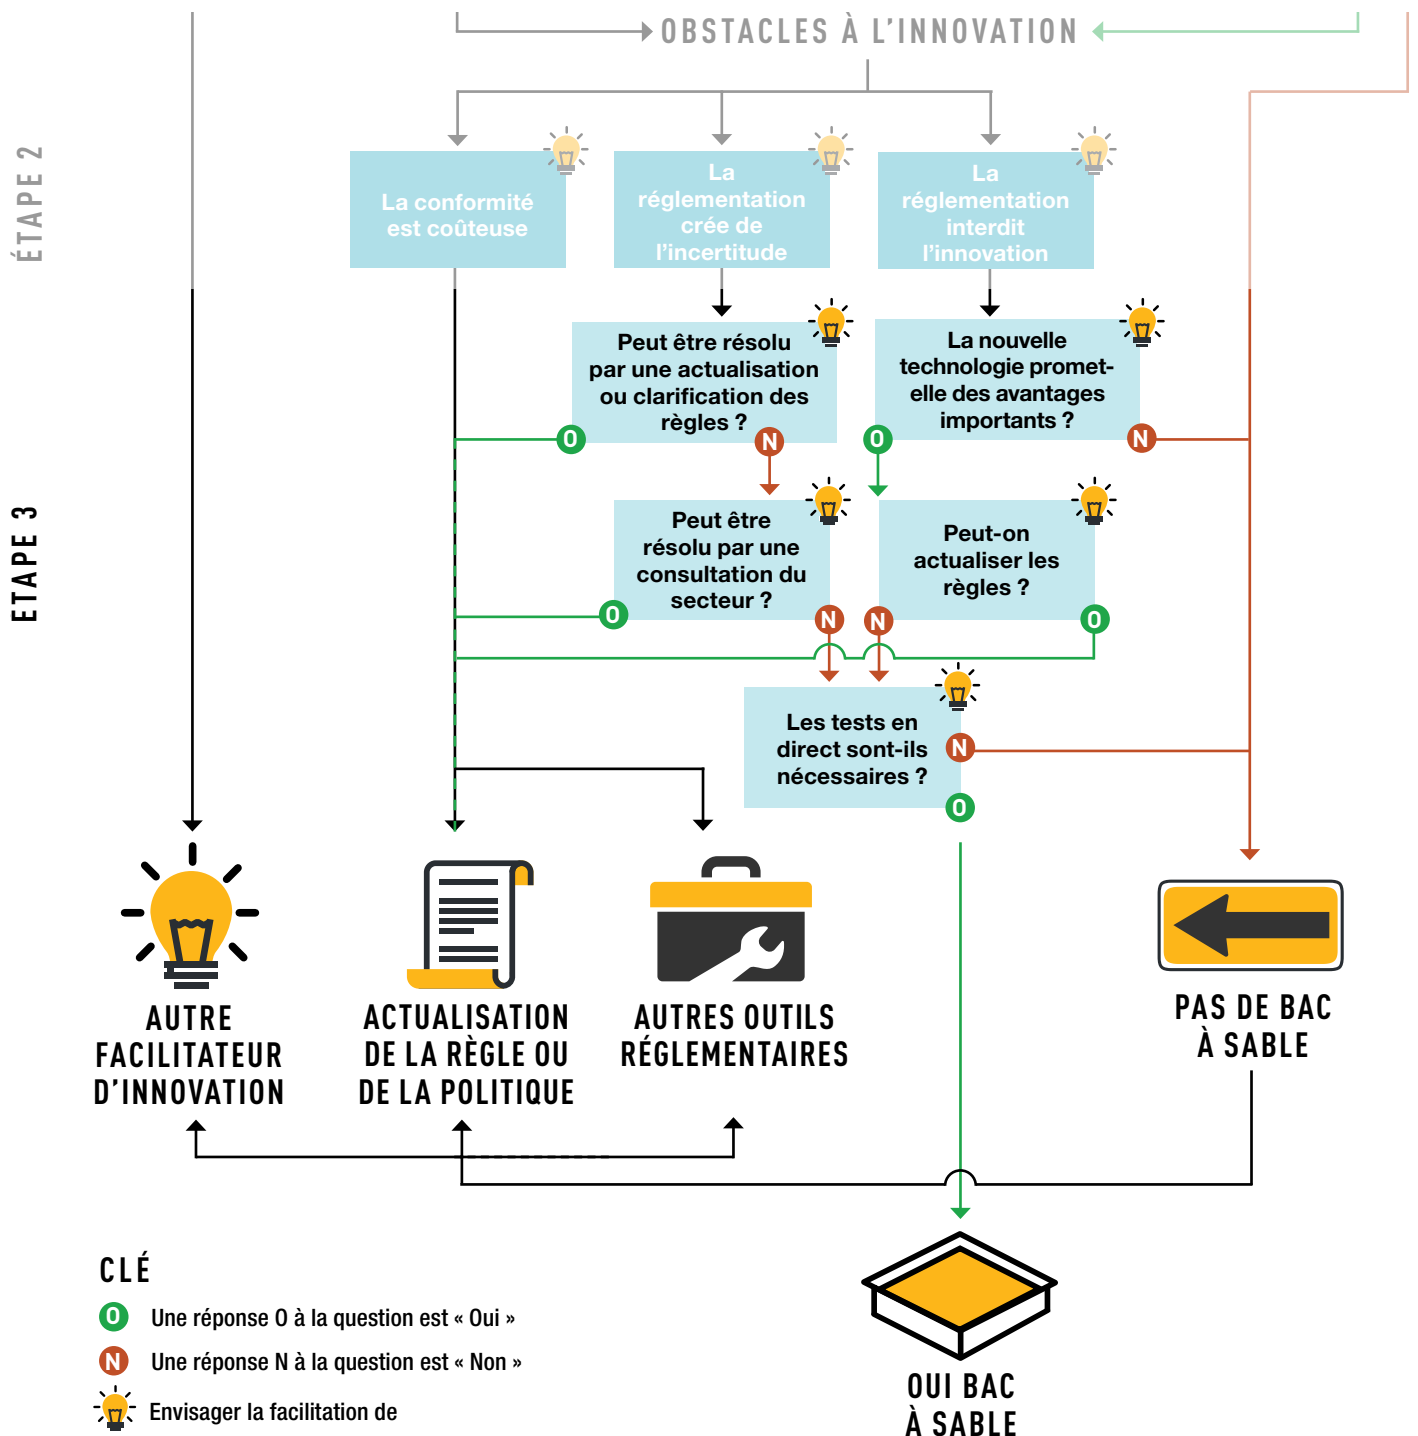 OBSTACLES À L'INNOVATION
ÉTAPE 2
La conformité
est coûteuse
La
réglementation
crée de
l'incertitude
La
réglementation
interdit
l'innovation
ETAPE 3
Peut être résolu
par une actualisation
ou clarification des
règles ?
O
N
La nouvelle
technologie promet-
elle des avantages
importants ?
O
N
Peut être
résolu par une
consultation du
secteur ?
O
N
Peut-on
actualiser les
règles ?
N
O
Les tests en
direct sont-ils
nécessaires ?
N
O
AUTRE
FACILITATEUR
D'INNOVATION
ACTUALISATION
DE LA RÈGLE OU
DE LA POLITIQUE
AUTRES OUTILS
RÉGLEMENTAIRES
PAS DE BAC
À SABLE
OUI BAC
À SABLE
CLÉ
O Une réponse O à la question est « Oui »
N Une réponse N à la question est « Non »
Envisager la facilitation de